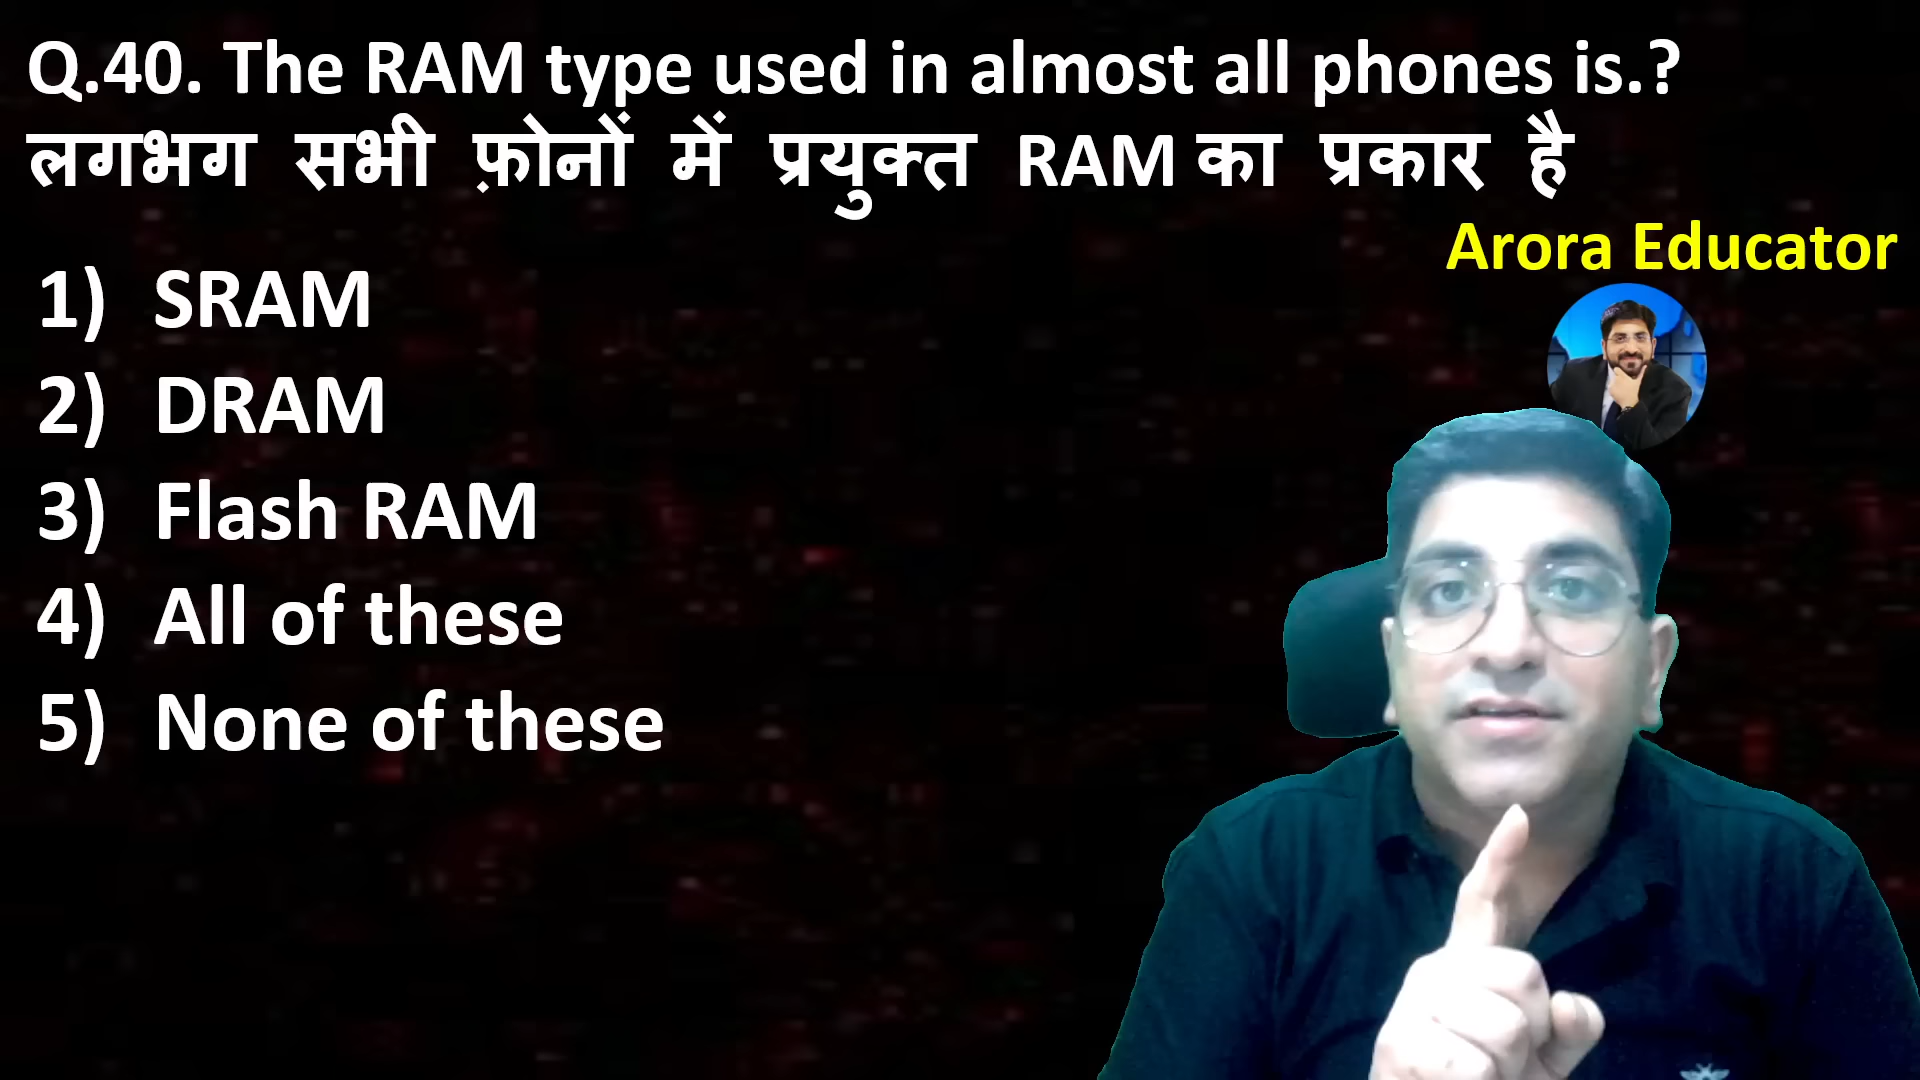 Q.40. The RAM type used in almost all phones is.?
लगभग सभी फ़ोनों में प्रयुक्त RAM का प्रकार है
Arora Educator
1) SRAM
2) DRAM
3) Flash RAM
4) All of these
5) None of these